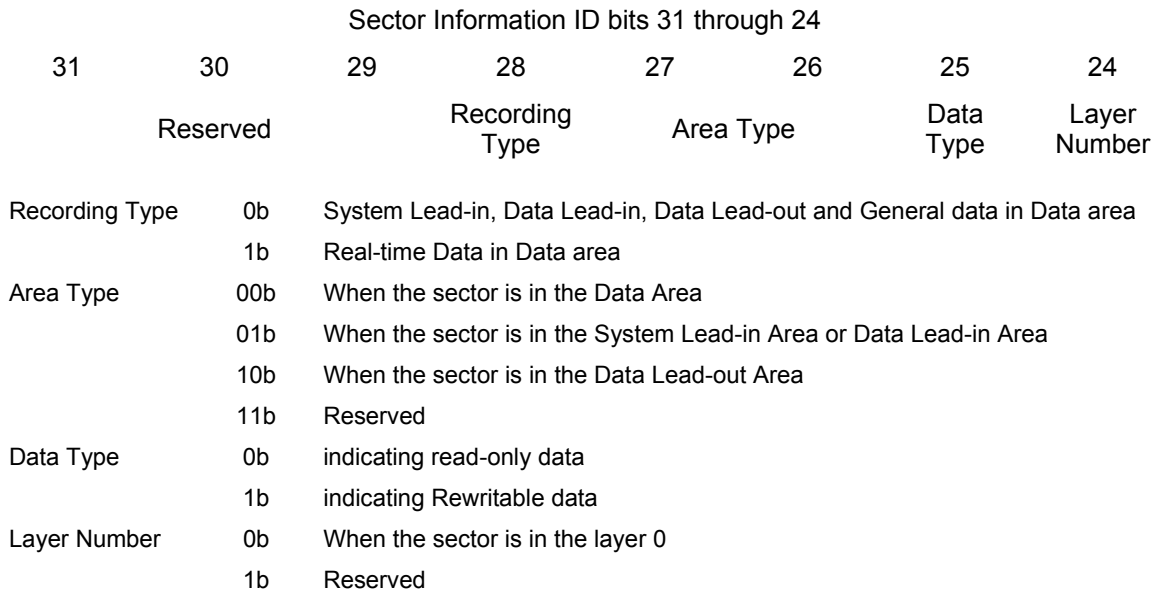 Sector Information ID bits 31 through 24
31 30 29 28 27 26 25 24
Reserved Recording Type Area Type Data Type Layer Number
Recording Type 0b System Lead-in, Data Lead-in, Data Lead-out and General data in Data area
1b Real-time Data in Data area
Area Type 00b When the sector is in the Data Area
01b When the sector is in the System Lead-in Area or Data Lead-in Area
10b When the sector is in the Data Lead-out Area
11b Reserved
Data Type 0b indicating read-only data
1b indicating Rewritable data
Layer Number 0b When the sector is in the layer 0
1b Reserved